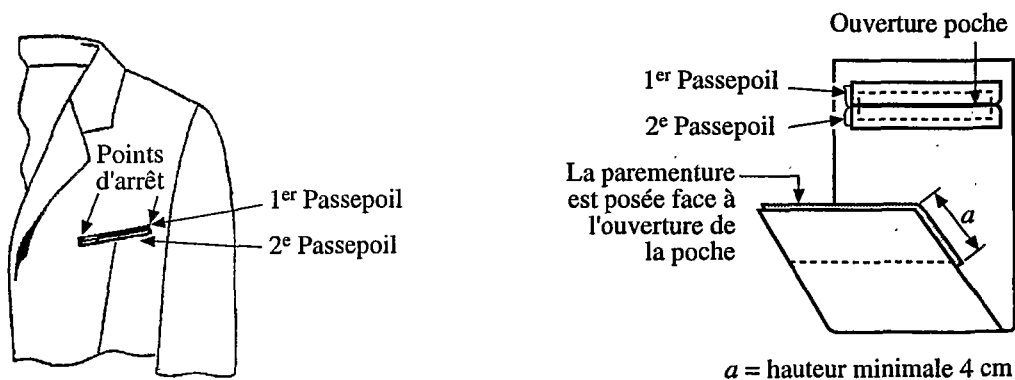 Points
d'arrêt
1er Passepoil
2e Passepoil
Ouverture poche
1er Passepoil
2e Passepoil
La parementure
est posée face à
l'ouverture de
la poche
a
a = hauteur minimale 4 cm